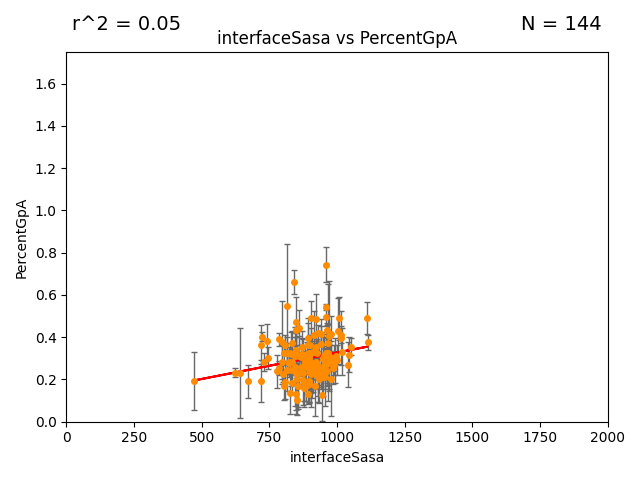 r^2 = 0.05
N = 144
interfaceSasa vs PercentGpA
PercentGpA
1.6
1.4
1.2
1.0
0.8
0.6
0.4
0.2
0.0
0 250 500 750 1000 1250 1500 1750 2000
interfaceSasa